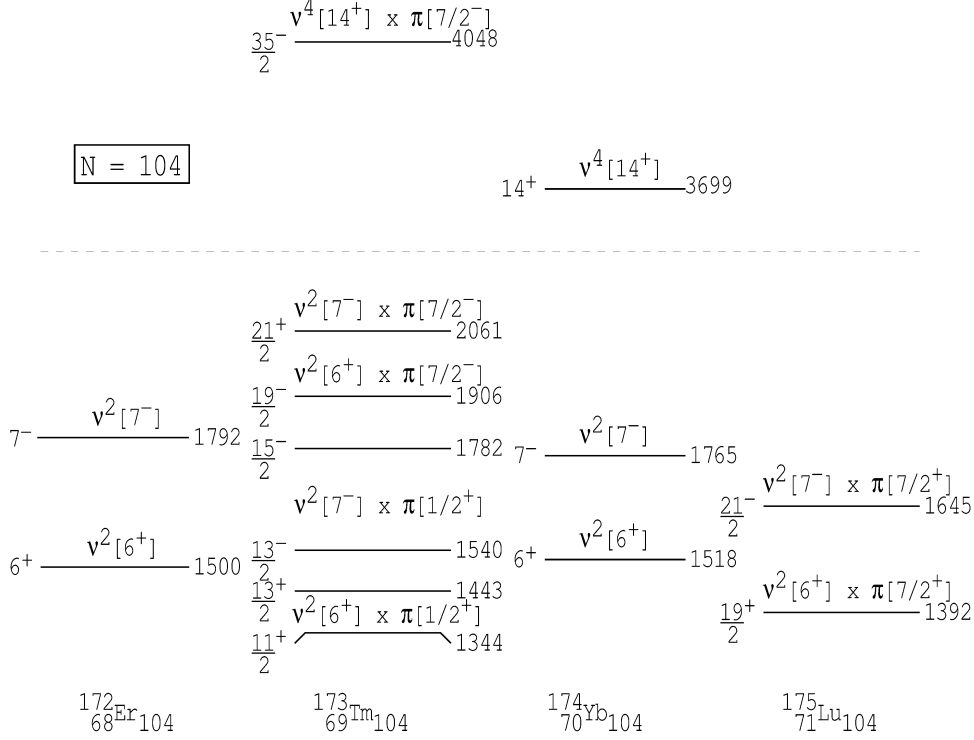 ν⁴[14⁺] x π[7/2⁻]
35/2⁻ 4048
N = 104
ν⁴[14⁺]
14⁺ 3699
ν²[7⁻] x π[7/2⁻]
21/2⁺ 2061
ν²[6⁺] x π[7/2⁻]
19/2⁻ 1906
ν²[7⁻]
7⁻ 1792
15/2⁻ 1782
ν²[7⁻]
7⁻ 1765
ν²[7⁻] x π[1/2⁺]
ν²[7⁻] x π[7/2⁺]
21/2⁻ 1645
ν²[6⁺]
6⁺ 1500
13/2⁻ 1540
ν²[6⁺]
6⁺ 1518
13/2⁺ 1443
ν²[6⁺] x π[1/2⁺]
11/2⁺ 1344
ν²[6⁺] x π[7/2⁺]
19/2⁺ 1392
¹⁷²₆₈Er₁₀₄ ¹⁷³₆₉Tm₁₀₄ ¹⁷⁴₇₀Yb₁₀₄ ¹⁷⁵₇₁Lu₁₀₄